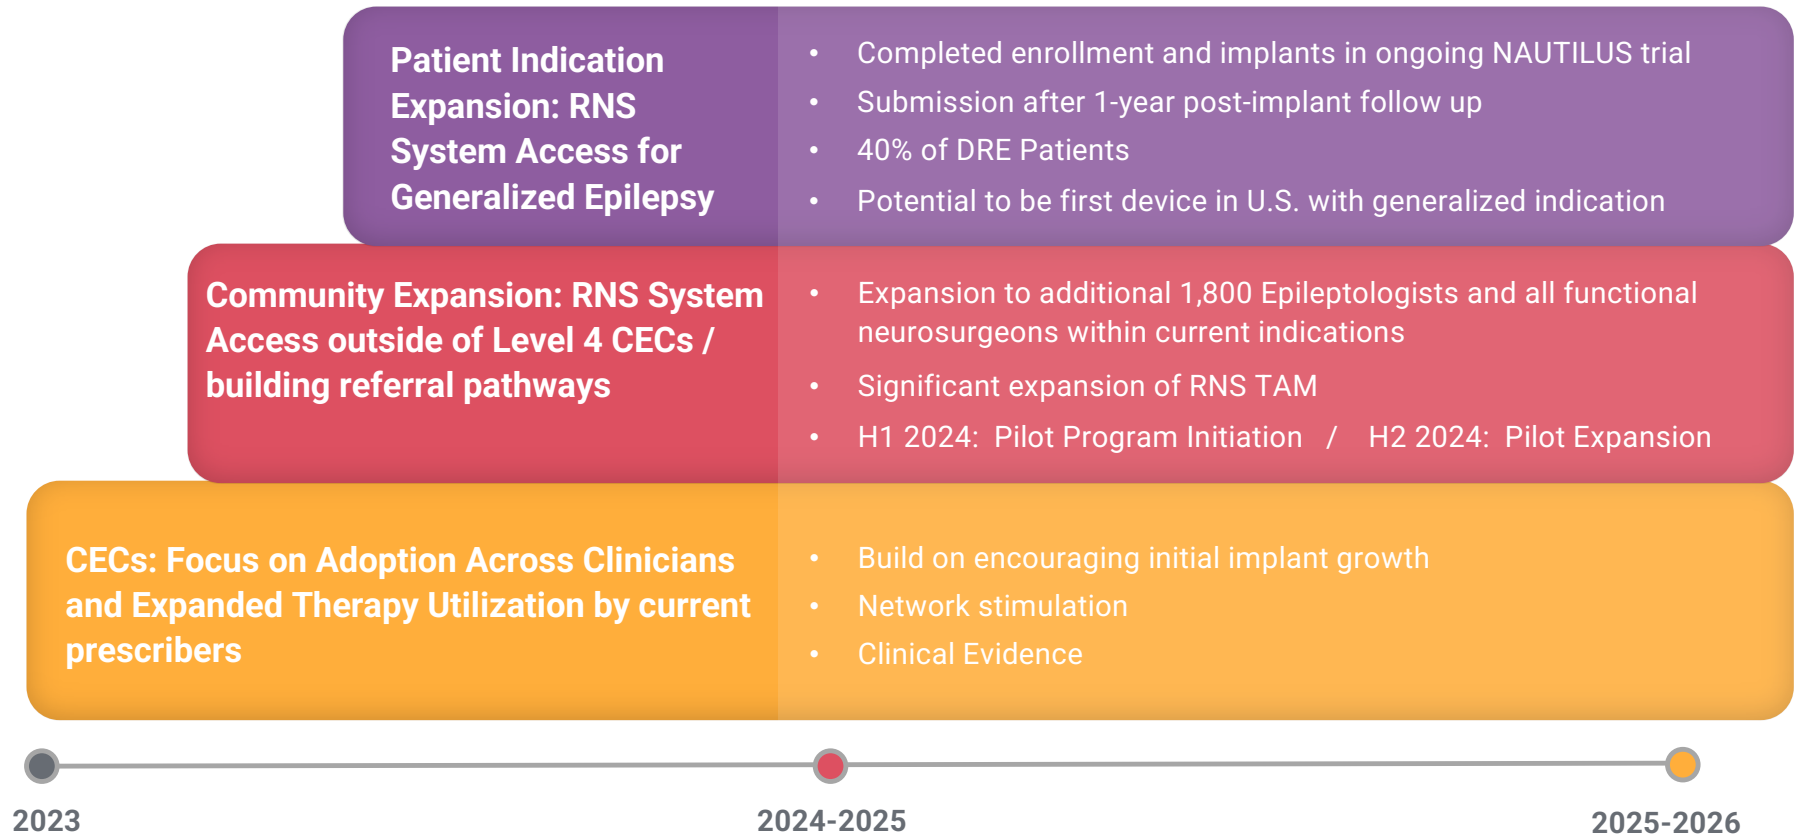 Patient Indication
Expansion: RNS
System Access for
Generalized Epilepsy
• Completed enrollment and implants in ongoing NAUTILUS trial
• Submission after 1-year post-implant follow up
• 40% of DRE Patients
• Potential to be first device in U.S. with generalized indication
Community Expansion: RNS System
Access outside of Level 4 CECs /
building referral pathways
• Expansion to additional 1,800 Epileptologists and all functional
neurosurgeons within current indications
• Significant expansion of RNS TAM
• H1 2024: Pilot Program Initiation / H2 2024: Pilot Expansion
CECs: Focus on Adoption Across Clinicians
and Expanded Therapy Utilization by current
prescribers
• Build on encouraging initial implant growth
• Network stimulation
• Clinical Evidence
2023
2024-2025
2025-2026